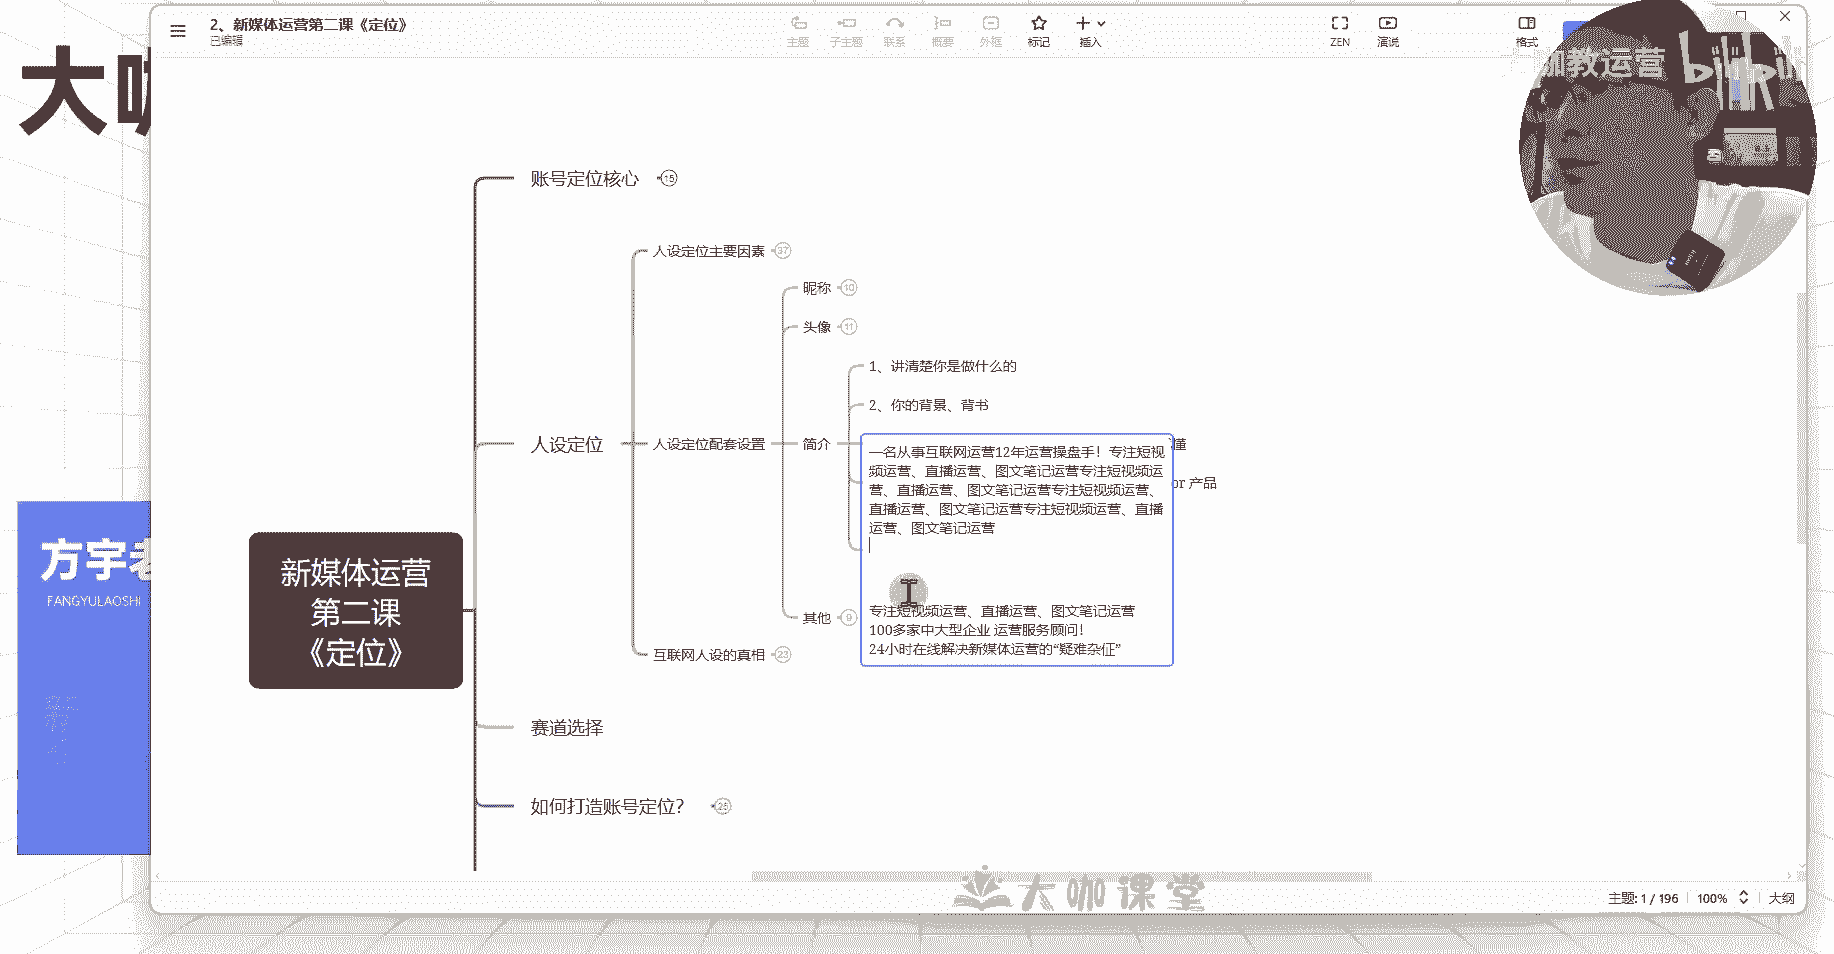 2、新媒体运营第二课《定位》
已编辑
主题
子主题
联系
概要
外框
标记
插入
ZEN
演说
格式
咖教运营
bilibili
大咖
账号定位核心
15
人设定位主要因素
37
昵称
10
头像
11
1、讲清楚你是做什么的
2、你的背景、背书
人设定位
人设定位配套设置
简介
懂
一名从事互联网运营12年运营操盘手！专注短视
频运营、直播运营、图文笔记运营专注短视频运
营、直播运营、图文笔记运营专注短视频运营、
直播运营、图文笔记运营专注短视频运营、直播
运营、图文笔记运营
or 产品
专注短视频运营、直播运营、图文笔记运营
100多家中大型企业 运营服务顾问！
24小时在线解决新媒体运营的“疑难杂征”
其他
9
互联网人设的真相
23
新媒体运营
第二课
《定位》
方宇老
FANGYULAOSHI
赛道选择
如何打造账号定位？
26
大咖课堂
主题: 1 / 196
100%
大纲